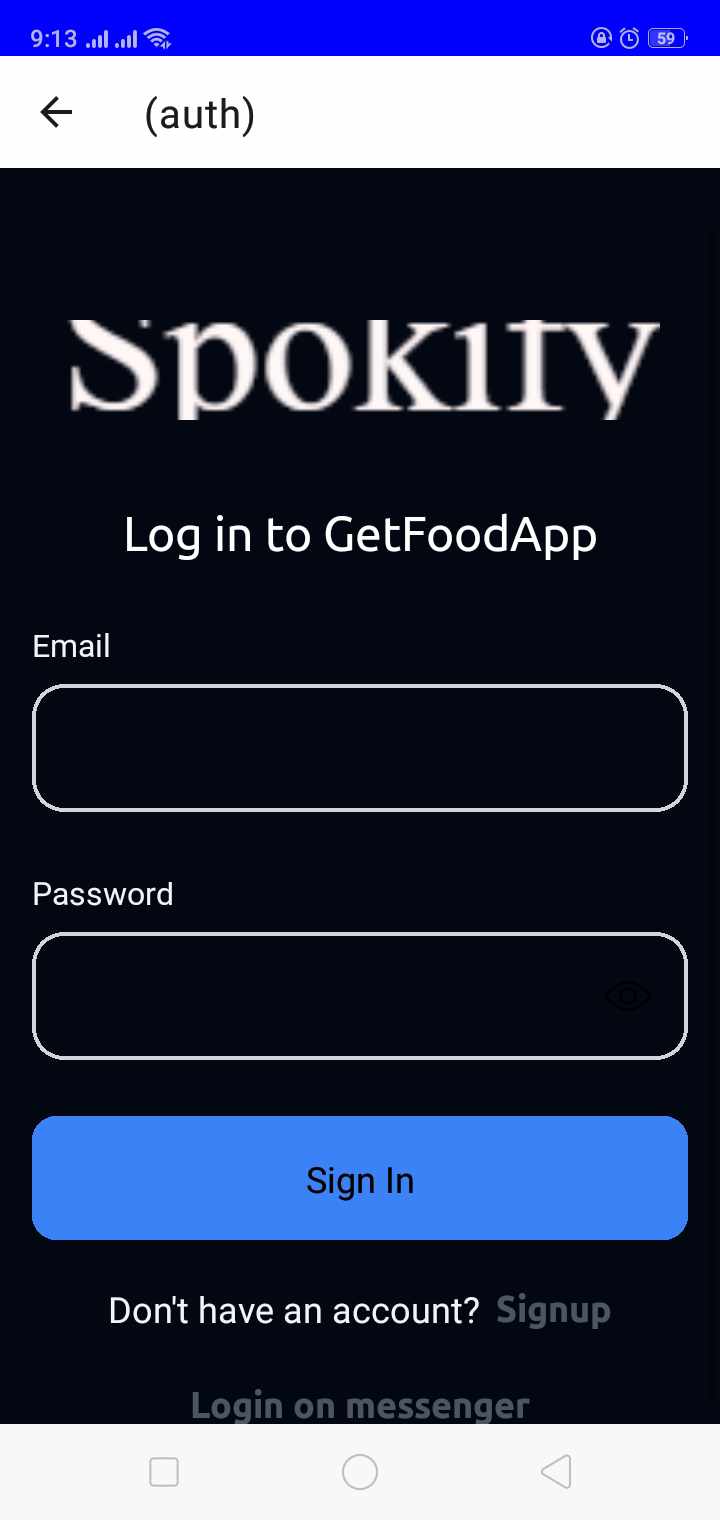 9:13
59
(auth)
Spokify
Log in to GetFoodApp
Email
Password
Sign In
Don't have an account? Signup
Login on messenger